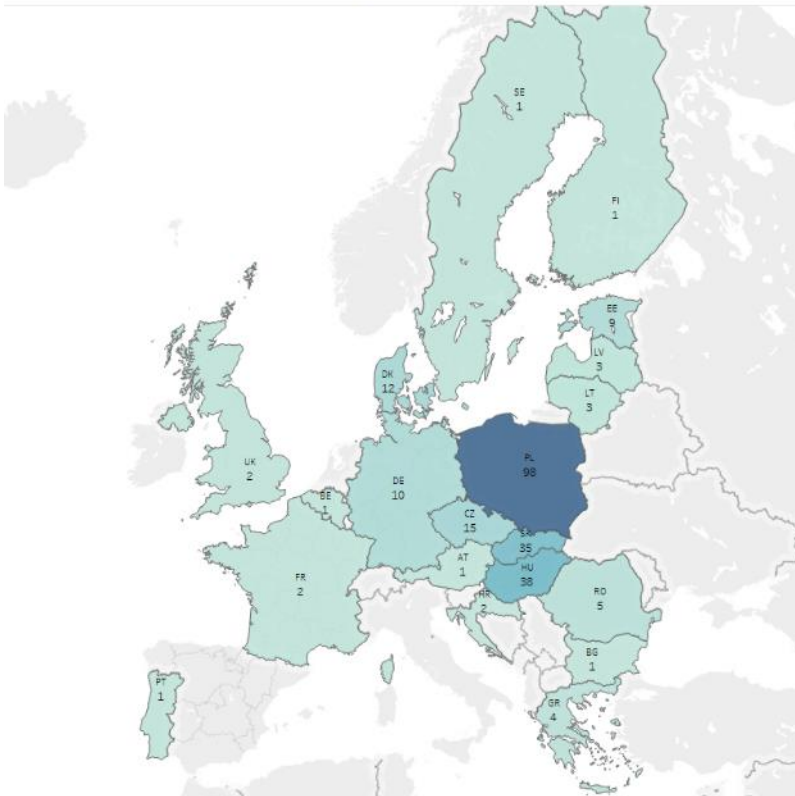 SE
1
FI
1
EE
9
LV
3
LT
3
DK
12
PL
98
UK
2
BE
1
DE
10
CZ
15
35
AT
1
HU
38
FR
2
HR
2
RO
5
BG
1
PT
1
GR
4